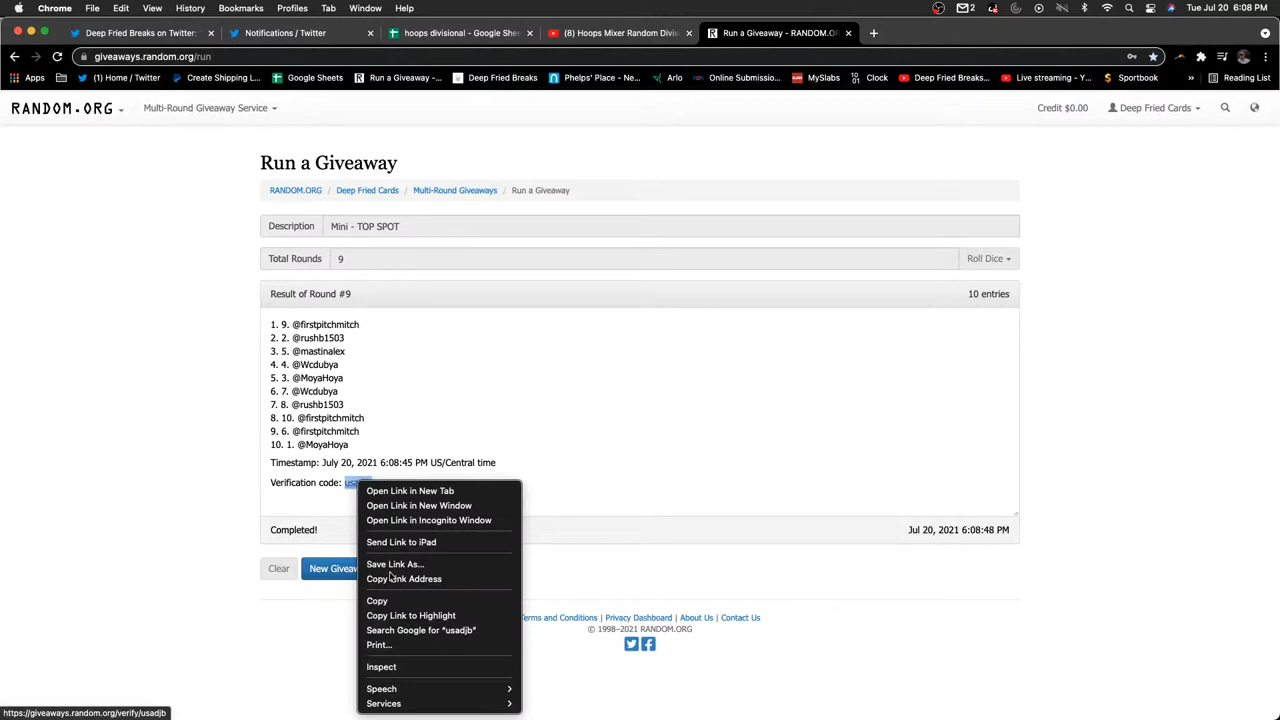 Chrome File Edit View History Bookmarks Profiles Tab Window Help
2
Tue Jul 20 6:08 PM
Deep Fried Breaks on Twitter:
Notifications / Twitter
hoops divisional - Google She
(8) Hoops Mixer Random Divis
Run a Giveaway - RANDOM.OR
giveaways.random.org/run
Apps
(1) Home / Twitter
Create Shipping L...
Google Sheets
Run a Giveaway -...
Deep Fried Breaks
Phelps' Place - Ne...
Arlo
Online Submissio...
MySlabs
Clock
Deep Fried Breaks...
Live streaming - Y...
Sportbook
»
Reading List
RANDOM.ORG
Multi-Round Giveaway Service
Credit $0.00
Deep Fried Cards
Run a Giveaway
RANDOM.ORG / Deep Fried Cards / Multi-Round Giveaways / Run a Giveaway
Description Mini - TOP SPOT
Total Rounds 9 Roll Dice
Result of Round #9 10 entries
1. 9. @firstpitchmitch
2. 2. @rushb1503
3. 5. @mastinalex
4. 4. @Wcdubya
5. 3. @MoyaHoya
6. 7. @Wcdubya
7. 8. @rushb1503
8. 10. @firstpitchmitch
9. 6. @firstpitchmitch
10. 1. @MoyaHoya
Timestamp: July 20, 2021 6:08:45 PM US/Central time
Verification code:
Open Link in New Tab
Open Link in New Window
Open Link in Incognito Window
Send Link to iPad
Save Link As...
Copy Link Address
Copy
Copy Link to Highlight
Search Google for "usadjb"
Print...
Inspect
Speech
Services
Completed! Jul 20, 2021 6:08:48 PM
Clear New Giveaw
Terms and Conditions | Privacy Dashboard | About Us | Contact Us
© 1998–2021 RANDOM.ORG
https://giveaways.random.org/verify/usadjb